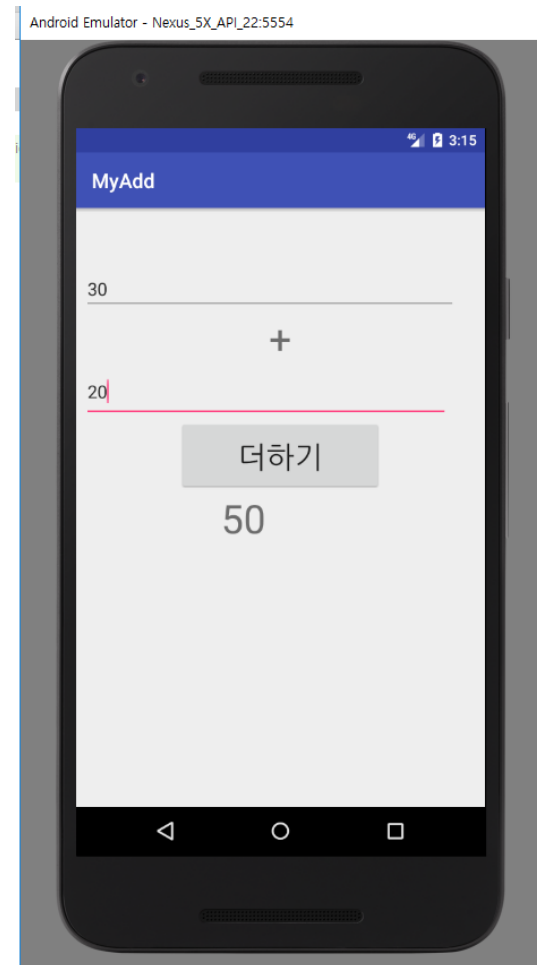 Android Emulator - Nexus_5X_API_22:5554
4G 3:15
MyAdd
30
+
20
더하기
50